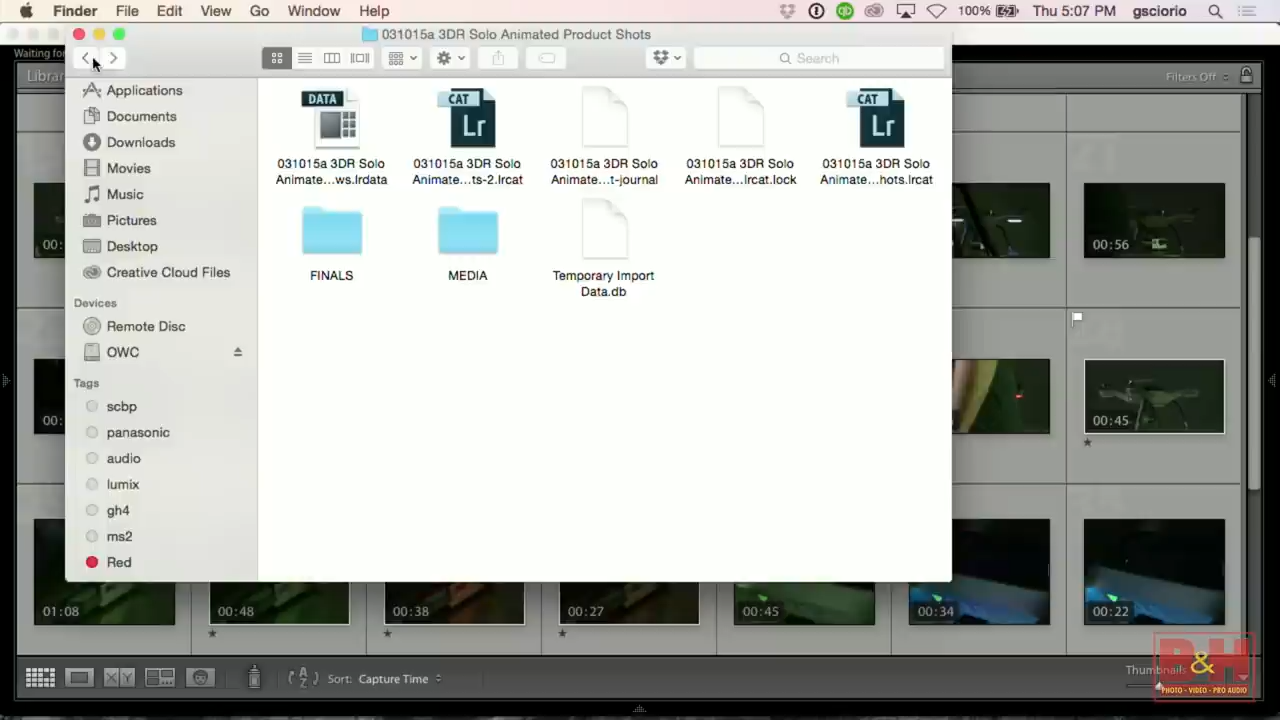 Finder File Edit View Go Window Help 100% Thu 5:07 PM gsciorio
Waiting for
031015a 3DR Solo Animated Product Shots
Search
Filters Off
Applications
Documents
Downloads
Movies
Music
Pictures
Desktop
Creative Cloud Files
Devices
Remote Disc
OWC
Tags
scbp
panasonic
audio
lumix
gh4
ms2
Red
DATA
031015a 3DR Solo
Animate...ws.lrdata
CAT
Lr
031015a 3DR Solo
Animate...ts-2.lrcat
031015a 3DR Solo
Animate...t-journal
031015a 3DR Solo
Animate...lrcat.lock
CAT
Lr
031015a 3DR Solo
Animate...hots.lrcat
FINALS
MEDIA
Temporary Import
Data.db
00:56
00:45
01:08
00:48
00:38
00:27
00:45
00:34
00:22
XY
Sort: Capture Time
Thumbnails
B&H
PHOTO - VIDEO - PRO AUDIO